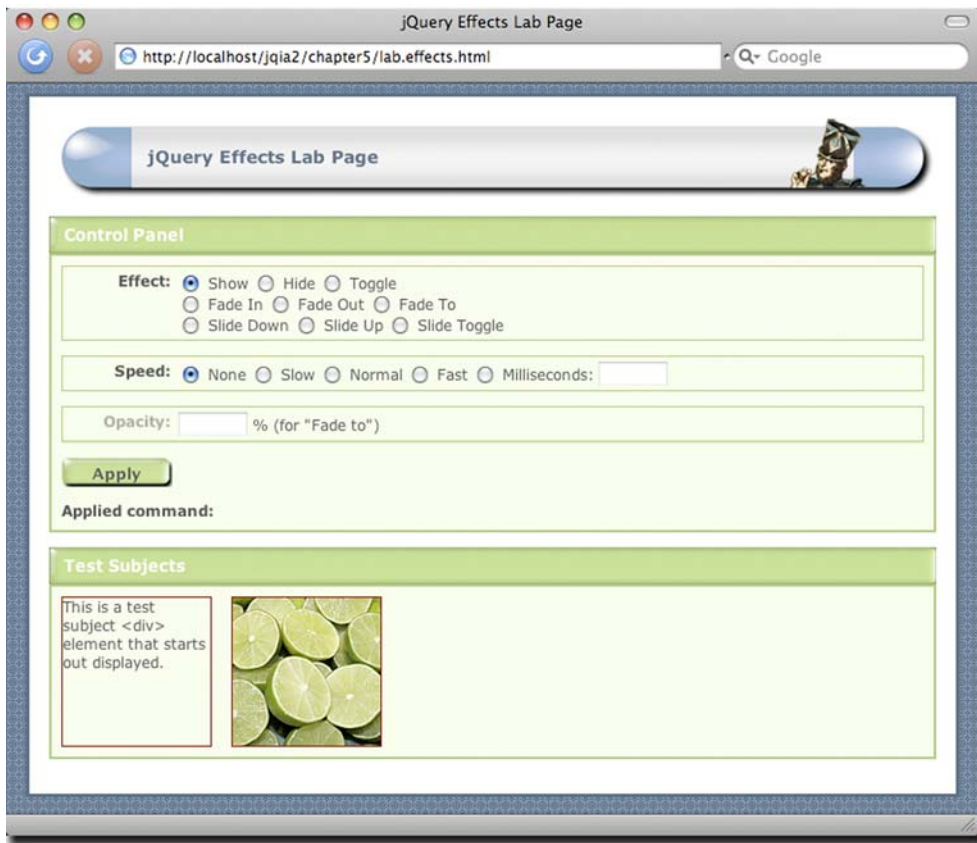 jQuery Effects Lab Page
http://localhost/jqia2/chapter5/lab.effects.html
Google
jQuery Effects Lab Page
Control Panel
Effect: Show Hide Toggle
Fade In Fade Out Fade To
Slide Down Slide Up Slide Toggle
Speed: None Slow Normal Fast Milliseconds:
Opacity: % (for "Fade to")
Apply
Applied command:
Test Subjects
This is a test
subject <div>
element that starts
out displayed.